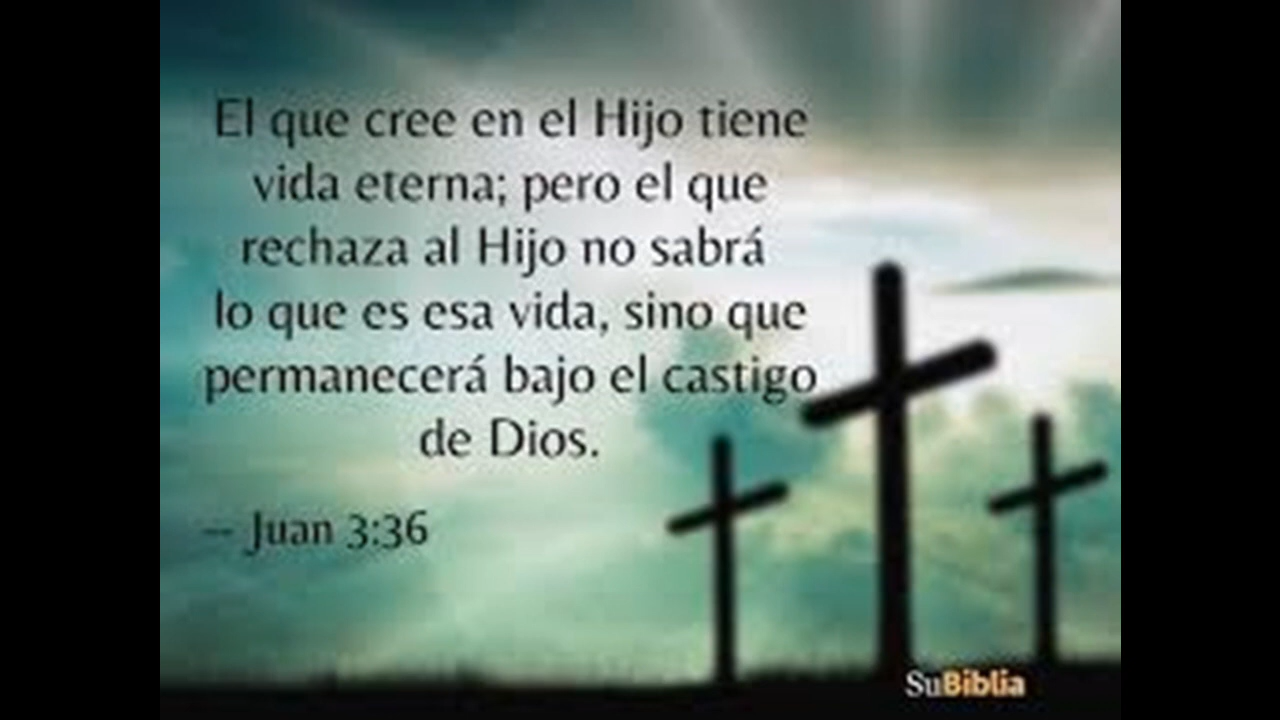 El que cree en el Hijo tiene
vida eterna; pero el que
rechaza al Hijo no sabrá
lo que es esa vida, sino que
permanecerá bajo el castigo
de Dios.
— Juan 3:36
SuBiblia